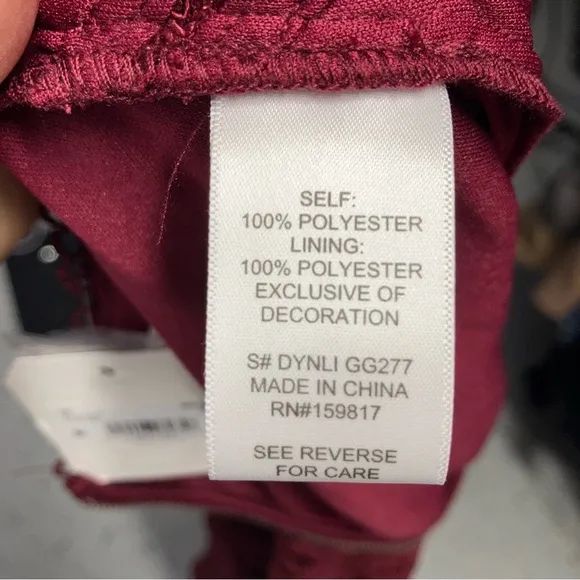 SELF:
100% POLYESTER
LINING:
100% POLYESTER
EXCLUSIVE OF
DECORATION
S# DYNLI GG277
MADE IN CHINA
RN#159817
SEE REVERSE
FOR CARE